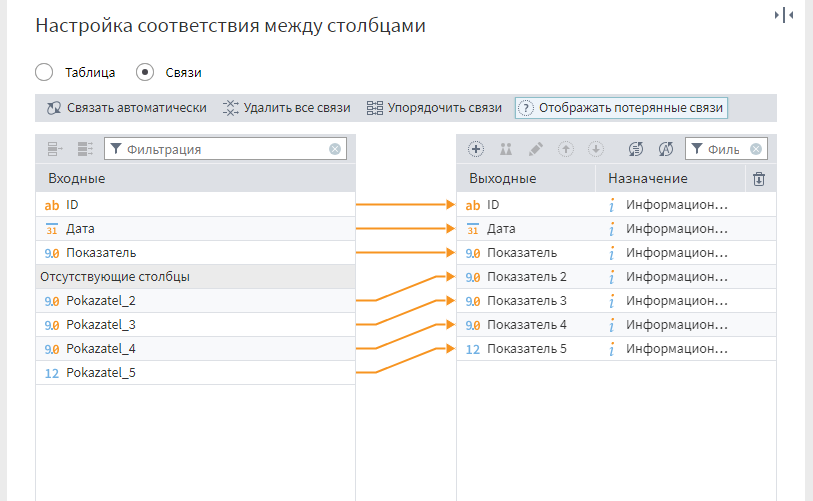 Настройка соответствия между столбцами
Таблица Связи
Связать автоматически Удалить все связи Упорядочить связи ? Отображать потерянные связи
Фильтрация Филь
Входные Выходные Назначение
ab ID ab ID i Информацион...
31 Дата 31 Дата i Информацион...
9.0 Показатель 9.0 Показатель i Информацион...
Отсутствующие столбцы 9.0 Показатель 2 i Информацион...
9.0 Pokazatel_2 9.0 Показатель 3 i Информацион...
9.0 Pokazatel_3 9.0 Показатель 4 i Информацион...
9.0 Pokazatel_4 12 Показатель 5 i Информацион...
12 Pokazatel_5